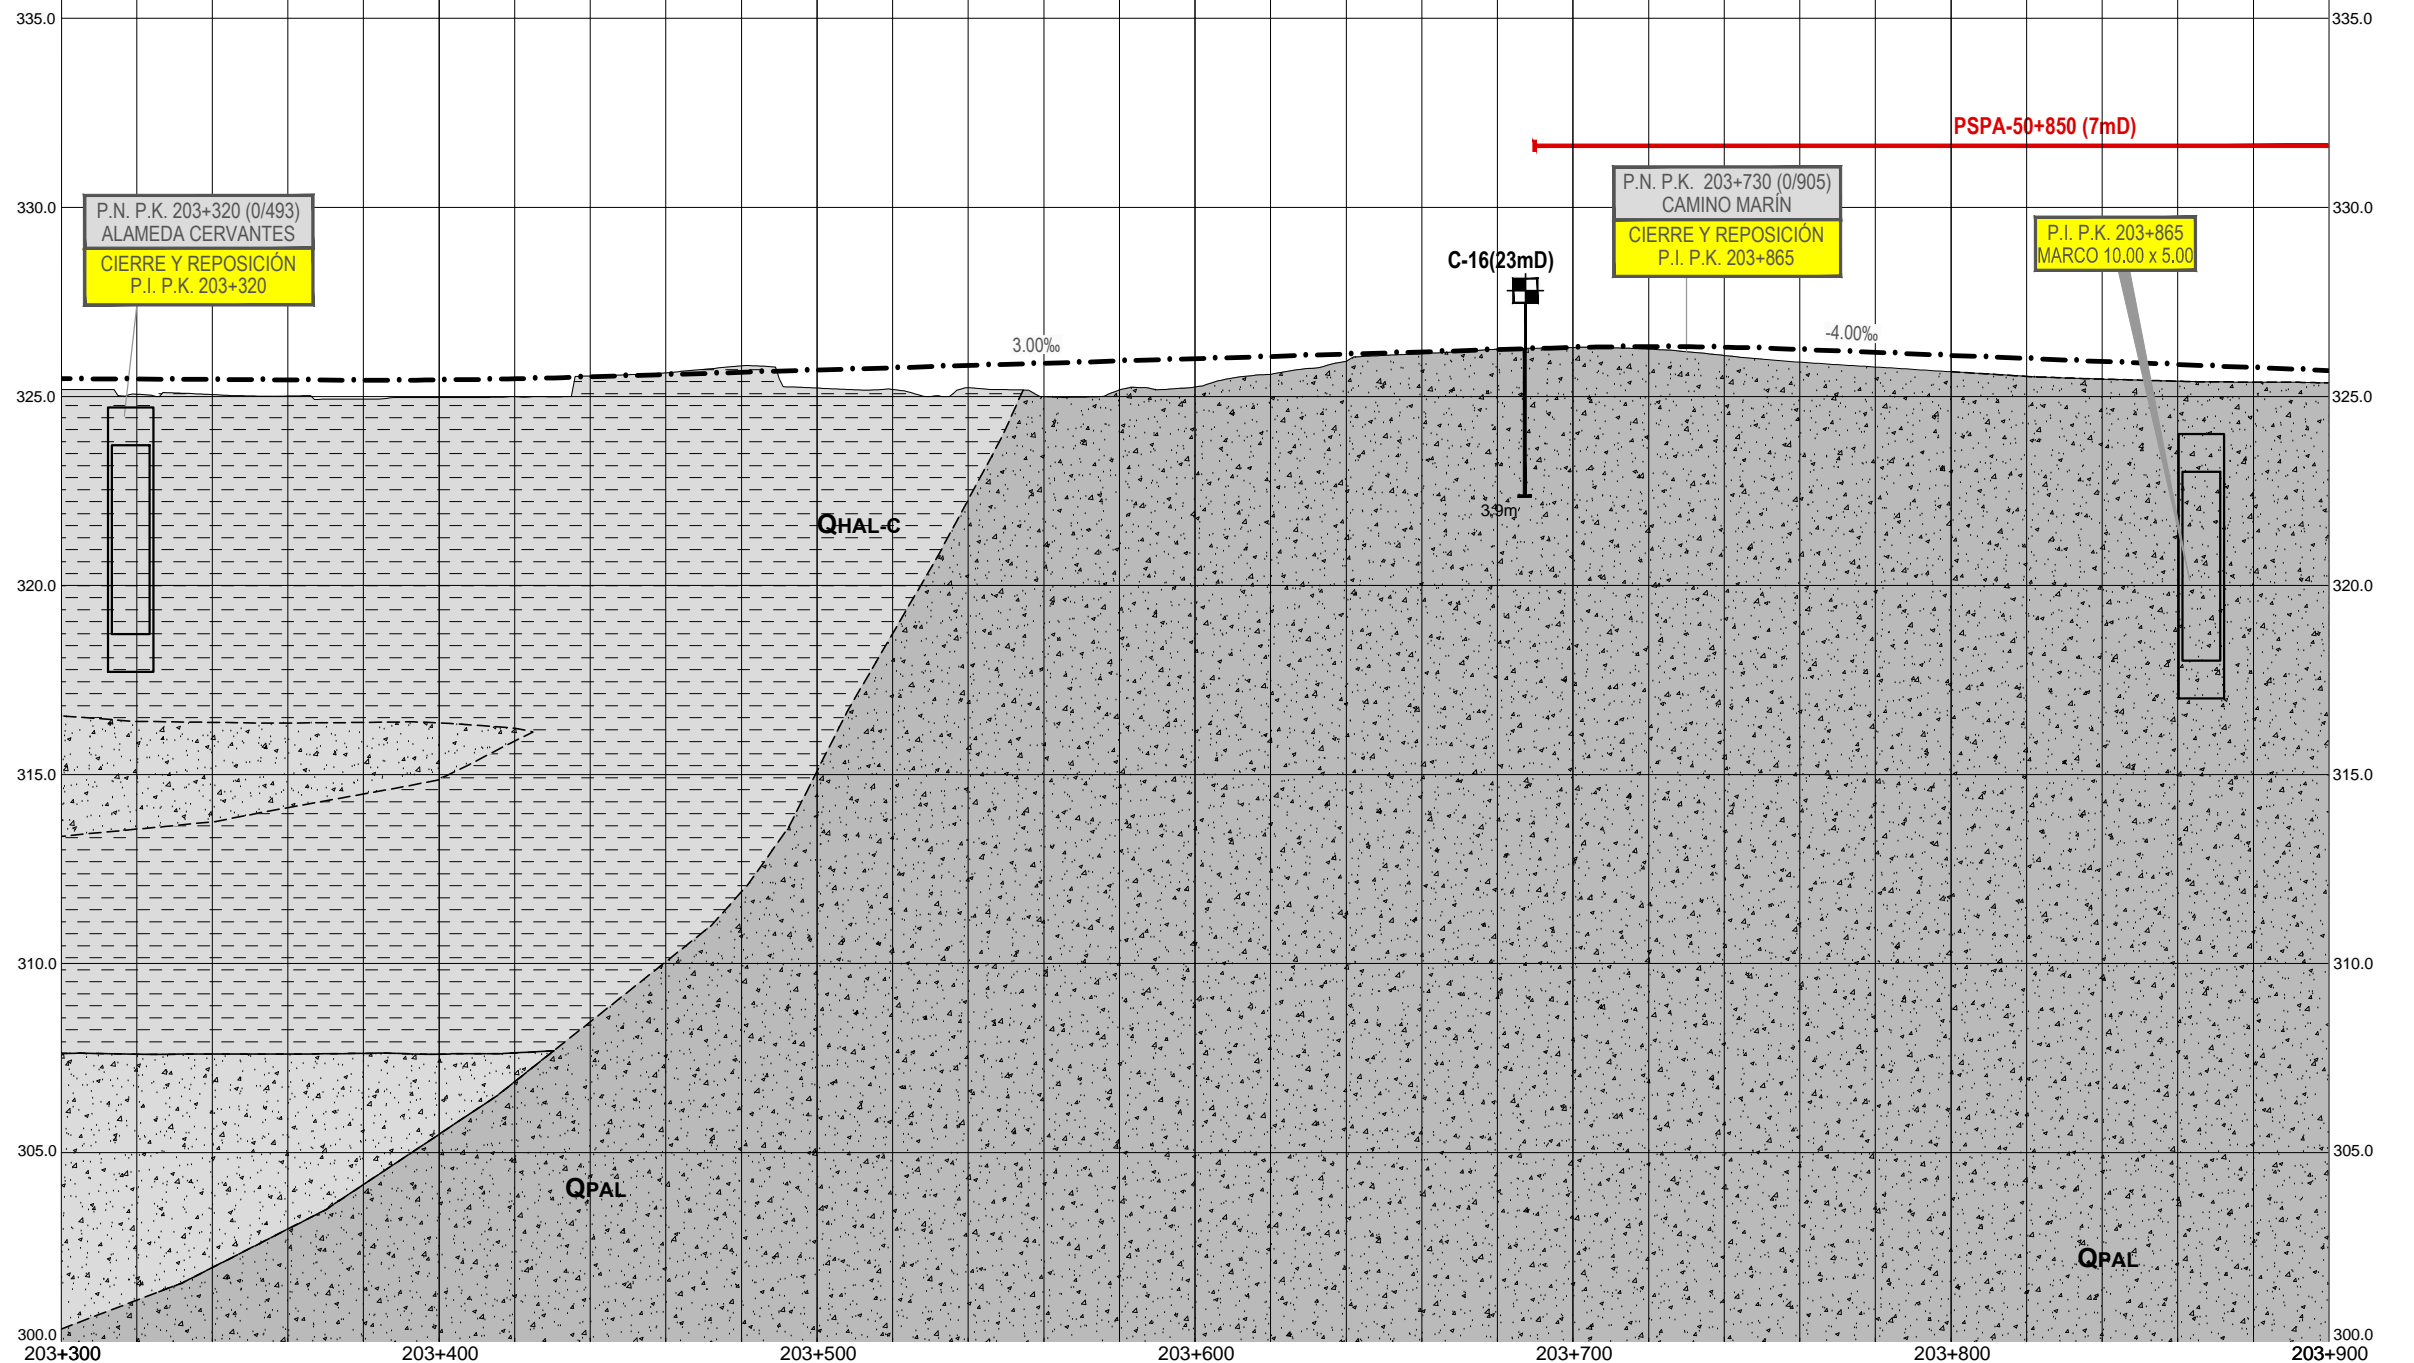 335.0
335.0
PSPA-50+850 (7mD)
P.N. P.K. 203+730 (0/905)
CAMINO MARÍN
CIERRE Y REPOSICIÓN
P.I. P.K. 203+865
P.N. P.K. 203+320 (0/493)
ALAMEDA CERVANTES
CIERRE Y REPOSICIÓN
P.I. P.K. 203+320
330.0
330.0
P.I. P.K. 203+865
MARCO 10.00 x 5.00
C-16(23mD)
3.00‰
-4.00‰
325.0
325.0
3.9m
QHAL-C
320.0
320.0
315.0
315.0
310.0
310.0
305.0
305.0
QPAL
QPAL
300.0
300.0
203+300
203+400
203+500
203+600
203+700
203+800
203+900